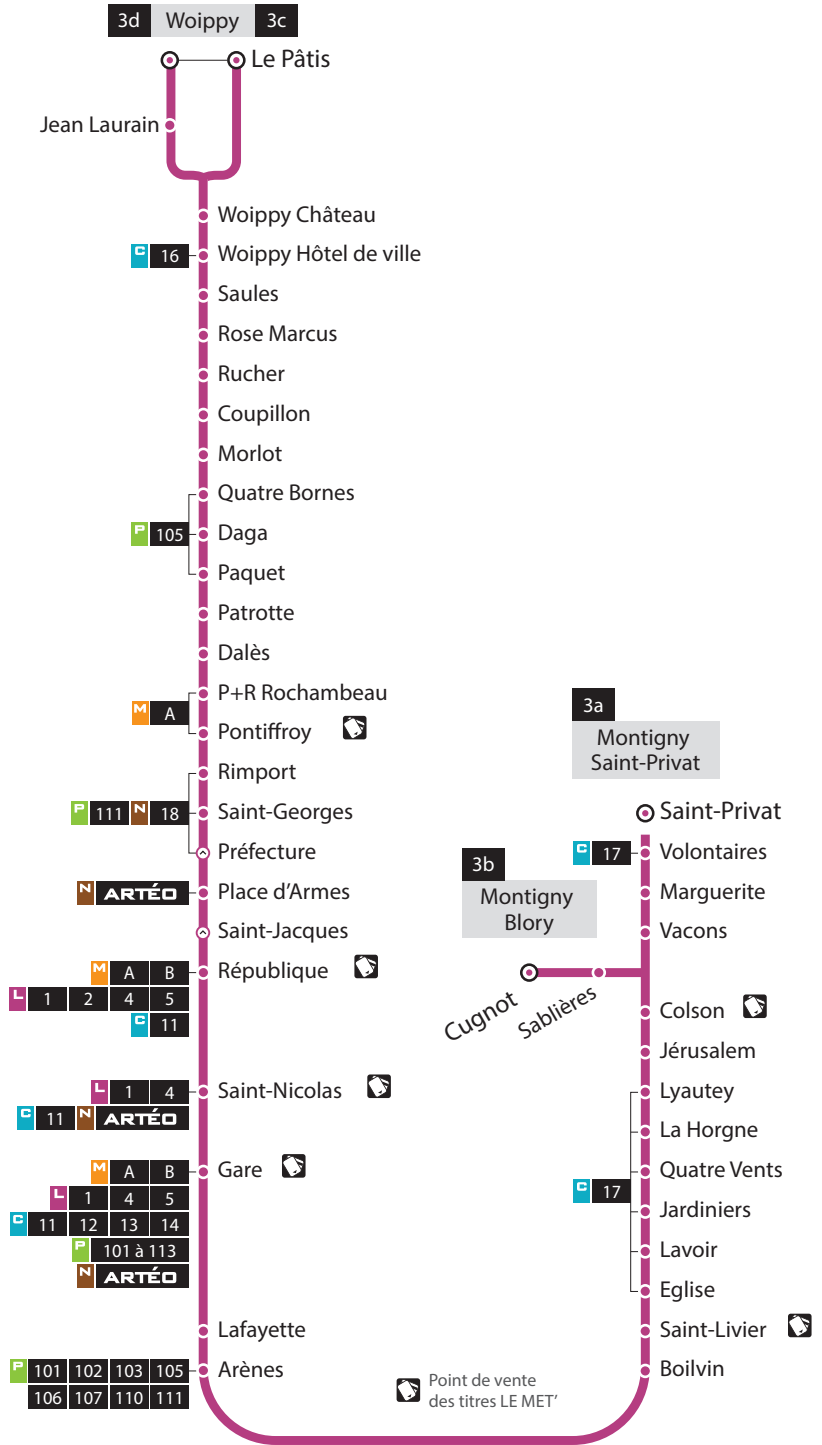 3d Woippy 3c
Le Pâtis
Jean Laurain
Woippy Château
C 16 Woippy Hôtel de ville
Saules
Rose Marcus
Rucher
Coupillon
Morlot
Quatre Bornes
P 105 Daga
Paquet
Patrotte
Dalès
P+R Rochambeau
M A
Pontiffroy
Rimport
P 111 N 18 Saint-Georges
Préfecture
N ARTÉO Place d'Armes
Saint-Jacques
M A B République
L 1 2 4 5
C 11
L 1 4 Saint-Nicolas
C 11 N ARTÉO
M A B Gare
L 1 4 5
C 11 12 13 14
P 101 à 113
N ARTÉO
Lafayette
P 101 102 103 105 Arènes
106 107 110 111
3a
Montigny
Saint-Privat
Saint-Privat
C 17 Volontaires
Marguerite
Vacons
3b
Montigny
Blory
Cugnot
Sablières
Colson
Jérusalem
Lyautey
La Horgne
Quatre Vents
C 17
Jardiniers
Lavoir
Eglise
Saint-Livier
Boilvin
Point de vente
des titres LE MET'